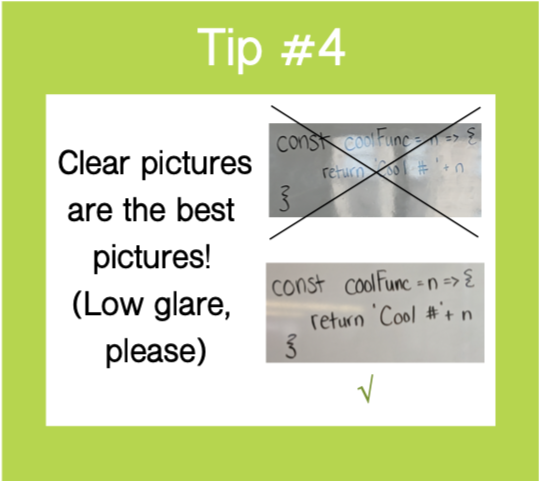 Tip #4
Clear pictures
are the best
pictures!
(Low glare,
please)
const coolFunc = n => {
return 'Cool #' + n
}
const coolFunc = n => {
return 'Cool #' + n
}
√